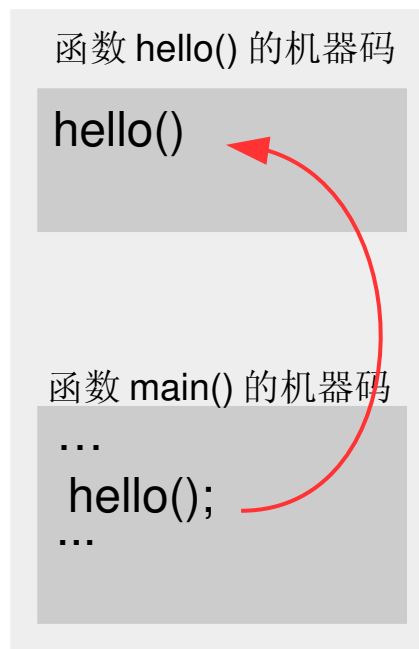 函数 hello() 的机器码
hello()
函数 main() 的机器码
...
hello();
...